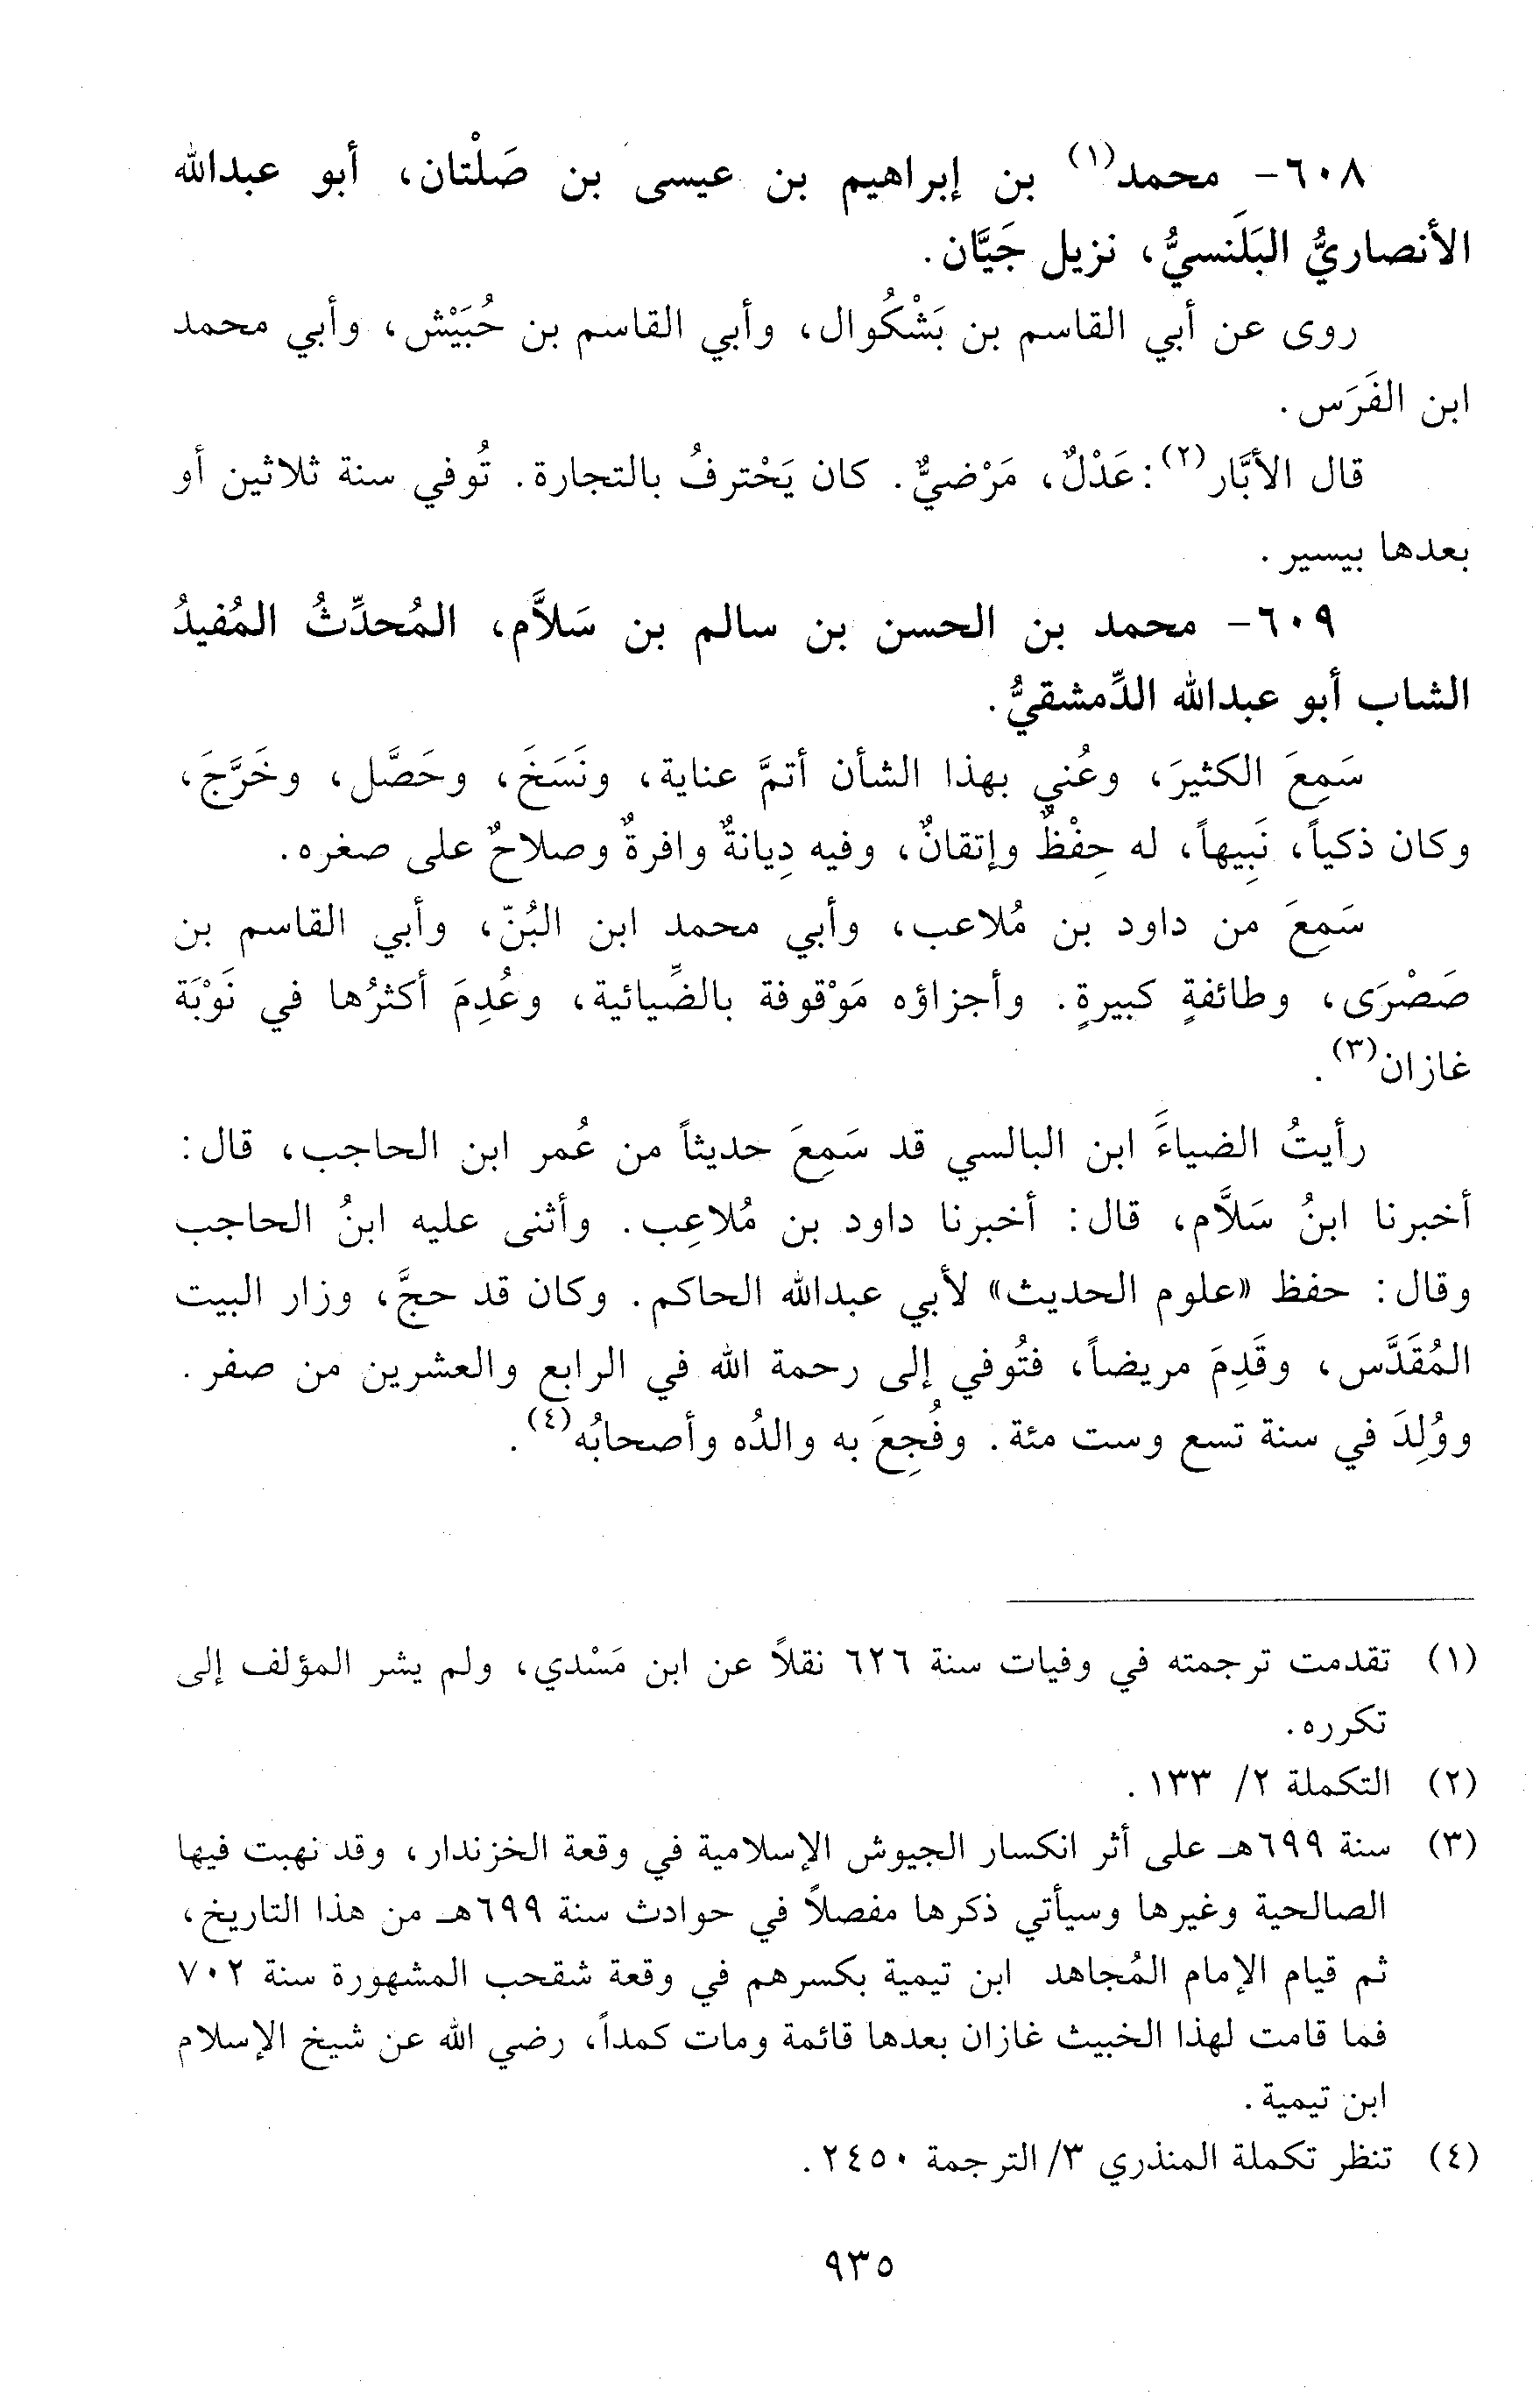 ٦٠٨- محمد(١) بن إبراهيم بن عيسى بن صَلْتان، أبو عبدالله
الأنصاريُّ البَلَنسيُّ، نزيل جَيَّان.
روى عن أبي القاسم بن بَشْكُوال، وأبي القاسم بن حُبَيْش، وأبي محمد
ابن الفَرَس.
قال الأبَّار(٢): عَدْلٌ، مَرْضيٌّ. كان يَحْترفُ بالتجارة. تُوفي سنة ثلاثين أو
بعدها بيسير.
٦٠٩- محمد بن الحسن بن سالم بن سَلاَّم، المُحدِّثُ المُفيدُ
الشاب أبو عبدالله الدِّمشقيُّ.
سَمِعَ الكثيرَ، وعُني بهذا الشأن أتمَّ عناية، ونَسَخَ، وحَصَّل، وخَرَّجَ،
وكان ذكياً، نَبِيهاً، له حِفْظٌ وإتقانٌ، وفيه دِيانةٌ وافرةٌ وصلاحٌ على صغره.
سَمِعَ من داود بن مُلاعب، وأبي محمد ابن البُنّ، وأبي القاسم بن
صَصْرَى، وطائفةٍ كبيرةٍ. وأجزاؤه مَوْقوفة بالضِّيائية، وعُدِمَ أكثرُها في نَوْبَة
غازان(٣).
رأيتُ الضياءَ ابن البالسي قد سَمِعَ حديثاً من عُمر ابن الحاجب، قال:
أخبرنا ابنُ سَلاَّم، قال: أخبرنا داود بن مُلاعِب. وأثنى عليه ابنُ الحاجب
وقال: حفظ «علوم الحديث» لأبي عبدالله الحاكم. وكان قد حجَّ، وزار البيت
المُقَدَّس، وقَدِمَ مريضاً، فتُوفي إلى رحمة الله في الرابع والعشرين من صفر.
ووُلِدَ في سنة تسع وست مئة. وفُجِعَ به والدُه وأصحابُه(٤).
(١) تقدمت ترجمته في وفيات سنة ٦٢٦ نقلاً عن ابن مَسْدي، ولم يشر المؤلف إلى
تكرره.
(٢) التكملة ٢/ ١٣٣.
(٣) سنة ٦٩٩هـ على أثر انكسار الجيوش الإسلامية في وقعة الخزندار، وقد نهبت فيها
الصالحية وغيرها وسيأتي ذكرها مفصلاً في حوادث سنة ٦٩٩هـ من هذا التاريخ،
ثم قيام الإمام المُجاهد ابن تيمية بكسرهم في وقعة شقحب المشهورة سنة ٧٠٢
فما قامت لهذا الخبيث غازان بعدها قائمة ومات كمداً، رضي الله عن شيخ الإسلام
ابن تيمية.
(٤) تنظر تكملة المنذري ٣/ الترجمة ٢٤٥٠.
٩٣٥